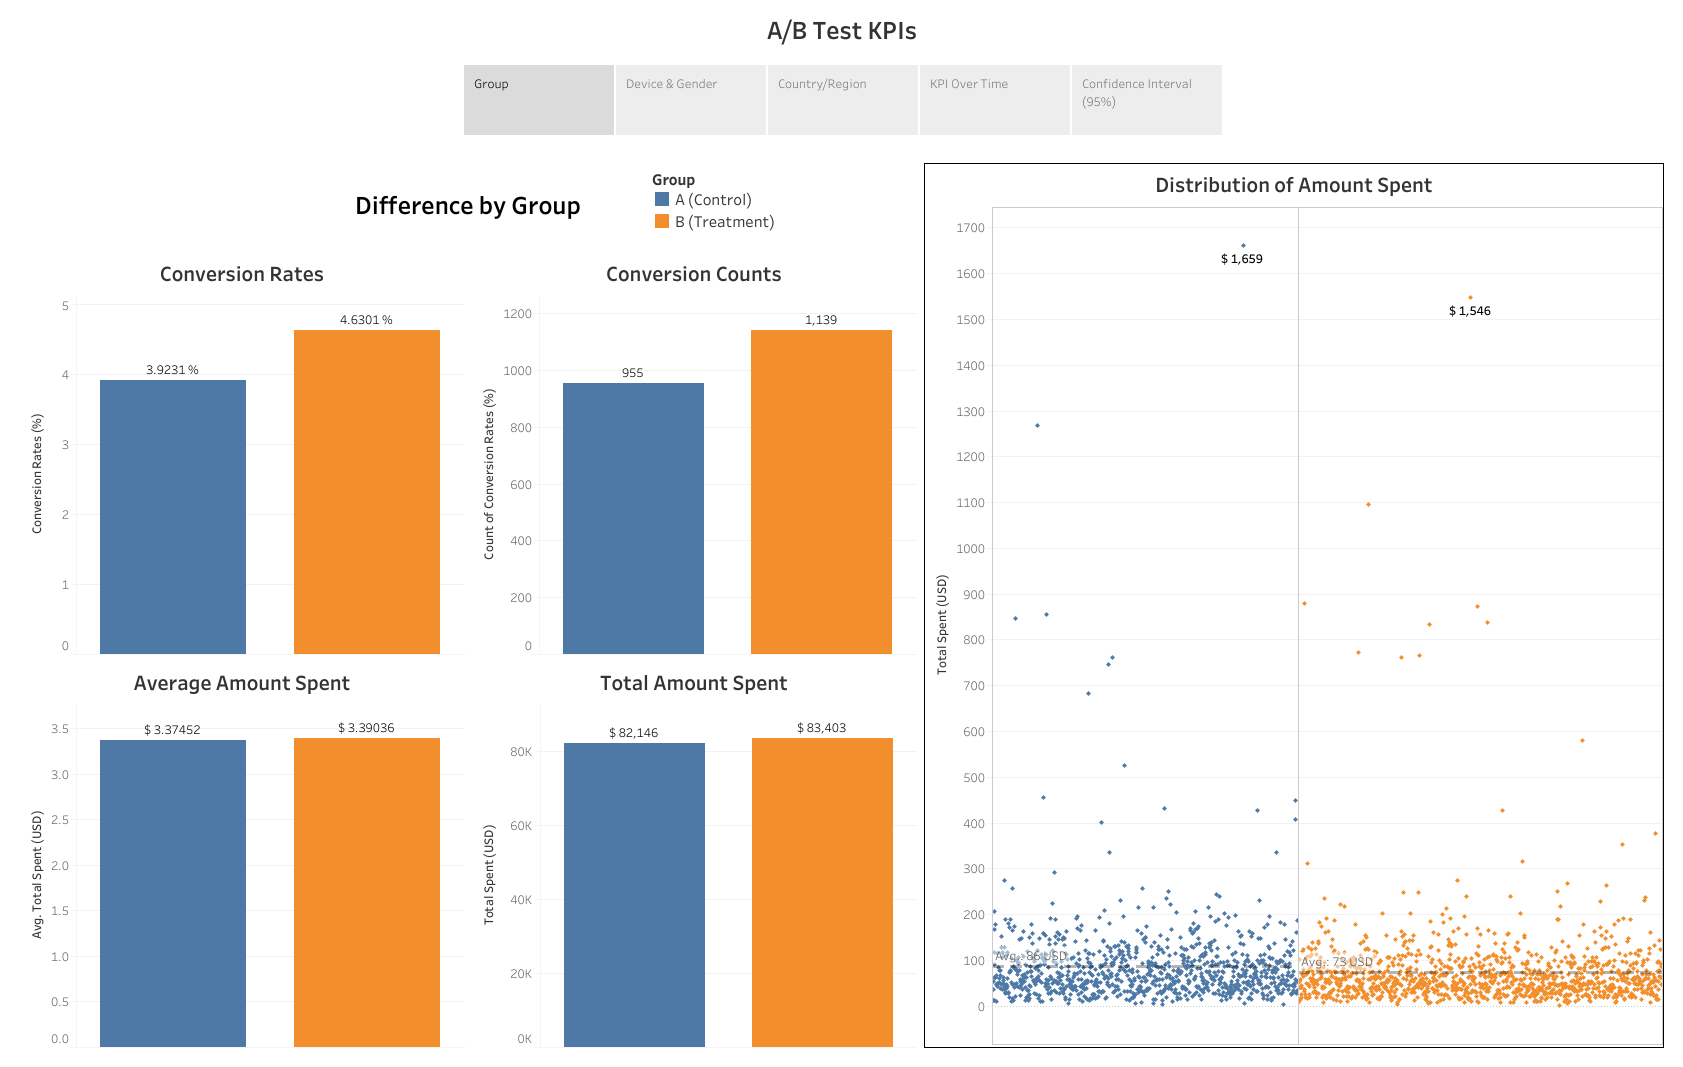 A/B Test KPIs
Group
Device & Gender
Country/Region
KPI Over Time
Confidence Interval
(95%)
Difference by Group
Group
A (Control)
B (Treatment)
Conversion Rates
Conversion Rates (%)
5
4
3
2
1
0
3.9231 %
4.6301 %
Conversion Counts
Count of Conversion Rates (%)
1200
1000
800
600
400
200
0
955
1,139
Average Amount Spent
Avg. Total Spent (USD)
3.5
3.0
2.5
2.0
1.5
1.0
0.5
0.0
$ 3.37452
$ 3.39036
Total Amount Spent
Total Spent (USD)
80K
60K
40K
20K
0K
$ 82,146
$ 83,403
Distribution of Amount Spent
Total Spent (USD)
1700
1600
1500
1400
1300
1200
1100
1000
900
800
700
600
500
400
300
200
100
0
$ 1,659
$ 1,546
Avg.: 86 USD
Avg.: 73 USD